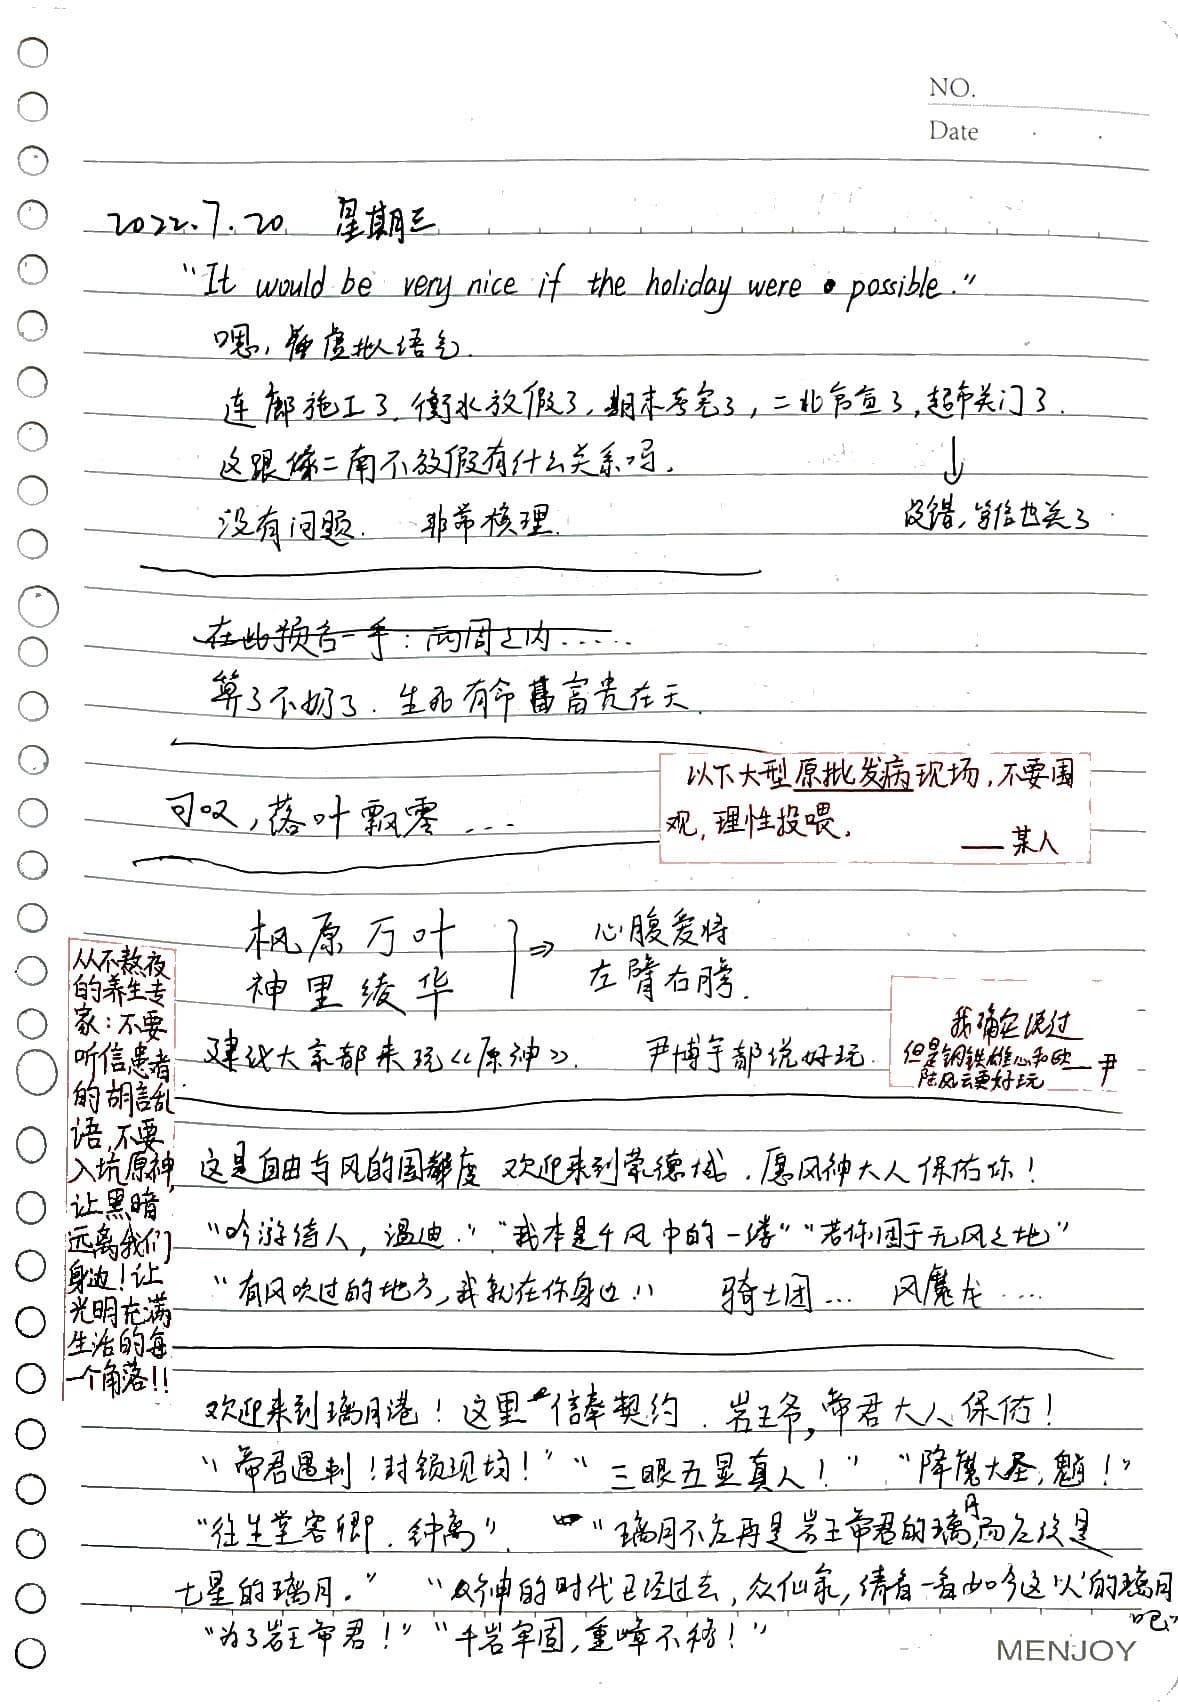 NO.
Date
2022.7.20 星期三
"It would be very nice if the holiday were possible."
嗯，虚拟语气.
连廊施工了，衡水放假了，期末考完了，二北官宣了，超市关门了.
这跟二南不放假有什么关系吗.
没错，也关了
没有问题. 非常核理.
在此预告一手：两周之内......
算了不奶了.生死有命富贵在天.
以下大型原批发病现场，不要围
观，理性投喂.
——某人
可叹，落叶飘零...
枫原万叶
神里绫华
⇒
心腹爱将
左臂右膀.
建议大家都来玩《原神》. 尹博宇都说好玩.
我确实说过
但是钢铁雄心和欧
陆风云更好玩 ——尹
从不熬夜
的养生专
家：不要
听信患者
的胡言乱
语，不要
入坑原神，
让黑暗
远离我们
身边！让
光明充满
生活的每
一个角落!!
这是自由与风的国度 欢迎来到蒙德城.愿风神大人保佑你！
"吟游诗人，温迪." "我本是千风中的一缕" "若你困于无风之地"
"有风吹过的地方，我就在你身边" 骑士团... 风魔龙....
欢迎来到璃月港！这里信奉契约.岩王爷，帝君大人保佑！
"帝君遇刺！封锁现场！" "三眼五显真人！" "降魔大圣，魈！"
"往生堂客卿.钟离". "璃月不在再是岩王帝君的璃月，而应该是
七星的璃月." "众神的时代已经过去，众仙家，请看一看如今这的璃月
吧"
"为了岩王帝君！" "千岩牢固，重嶂不移！"
MENJOY